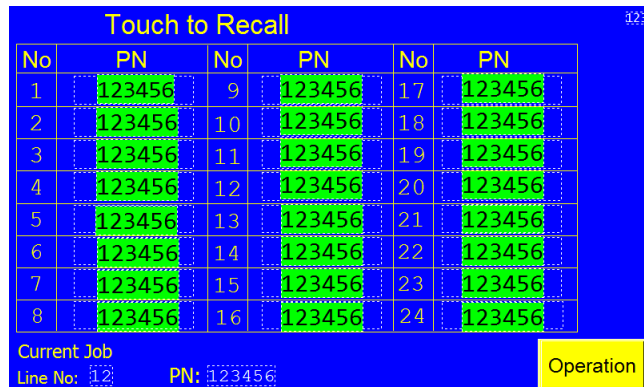 Touch to Recall
No PN No PN No PN
1 123456 9 123456 17 123456
2 123456 10 123456 18 123456
3 123456 11 123456 19 123456
4 123456 12 123456 20 123456
5 123456 13 123456 21 123456
6 123456 14 123456 22 123456
7 123456 15 123456 23 123456
8 123456 16 123456 24 123456
Current Job
Line No: 12 PN: 123456
Operation